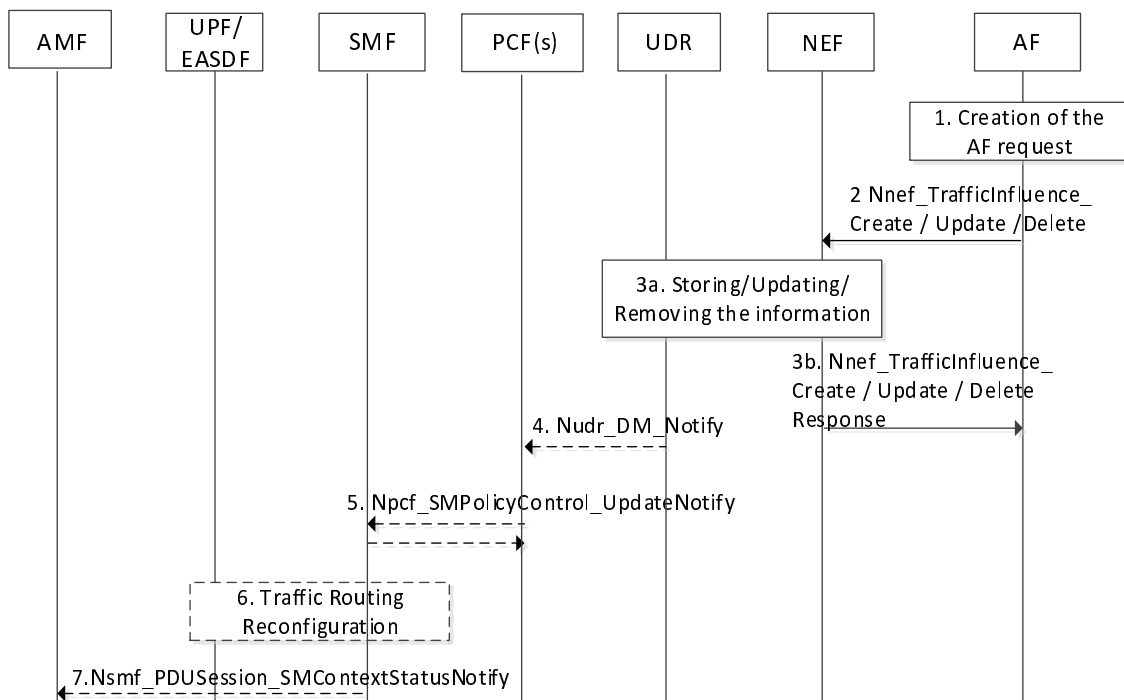 AMF
UPF/
EASDF
SMF
PCF(s)
UDR
NEF
AF
1. Creation of the
AF request
2 Nnef_TrafficInfluence_
Create / Update /Delete
3a. Storing/Updating/
Removing the information
3b. Nnef_TrafficInfluence_
Create / Update / Delete
Response
4. Nudr_DM_Notify
5. Npcf_SMPolicyControl_UpdateNotify
6. Traffic Routing
Reconfiguration
7.Nsmf_PDUSession_SMContextStatusNotify